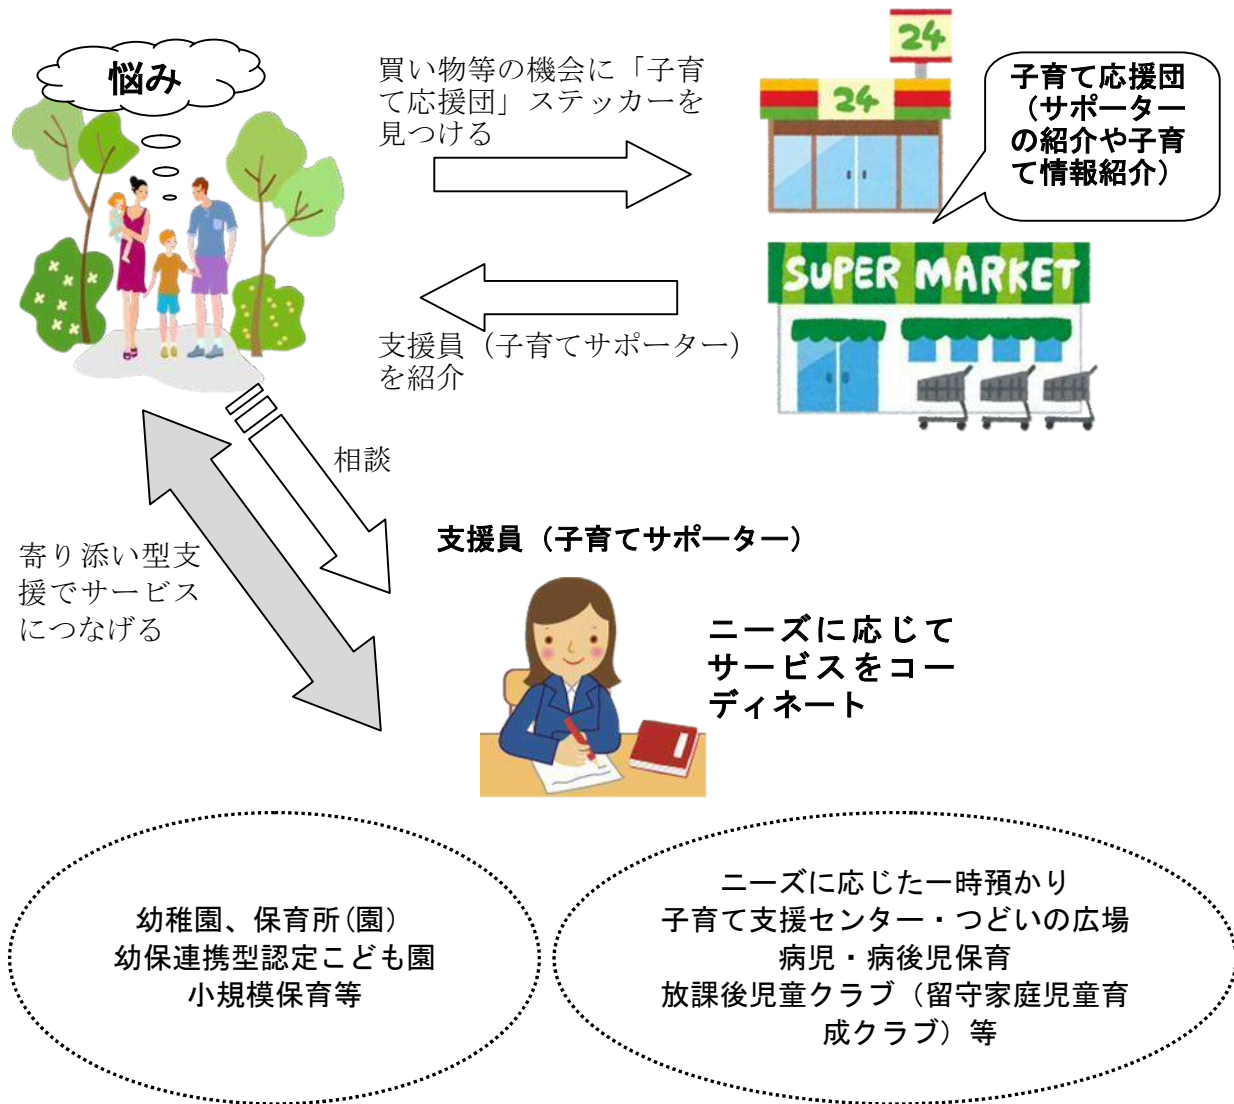 悩み
買い物等の機会に「子育
て応援団」ステッカーを
見つける
24
24
子育て応援団
（サポーター
の紹介や子育
て情報紹介）
SUPER MARKET
支援員（子育てサポーター）
を紹介
相談
寄り添い型支
援でサービス
につなげる
支援員（子育てサポーター）
ニーズに応じて
サービスをコー
ディネート
幼稚園、保育所(園)
幼保連携型認定こども園
小規模保育等
ニーズに応じた一時預かり
子育て支援センター・つどいの広場
病児・病後児保育
放課後児童クラブ（留守家庭児童育
成クラブ）等